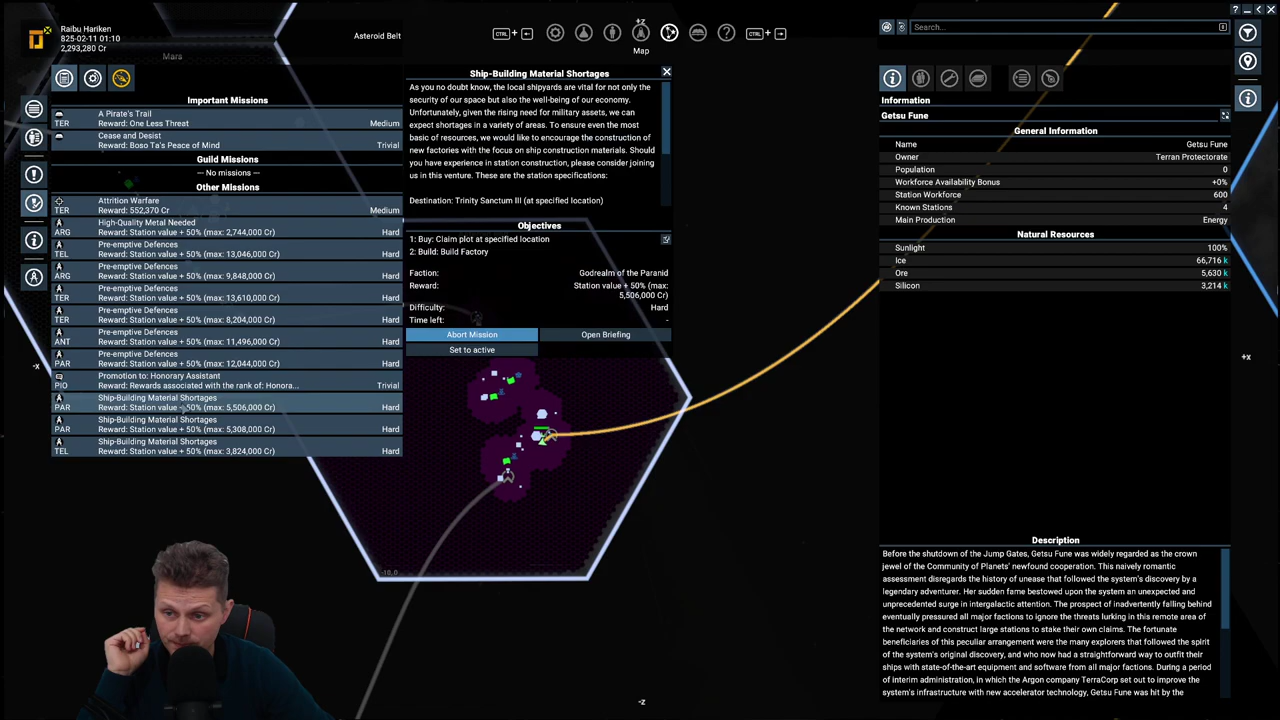 Raibu Hariken
825-02-11 01:10
2,293,280 Cr
Mars
Asteroid Belt
CTRL +
+Z
CTRL +
Map
Search...
Important Missions
A Pirate's Trail
TER Reward: One Less Threat Medium
Cease and Desist
Reward: Boso Ta's Peace of Mind Trivial
Guild Missions
--- No missions ---
Other Missions
Attrition Warfare
TER Reward: 552,370 Cr Medium
High-Quality Metal Needed
ARG Reward: Station value + 50% (max: 2,744,000 Cr) Hard
Pre-emptive Defences
TEL Reward: Station value + 50% (max: 13,046,000 Cr) Hard
Pre-emptive Defences
ARG Reward: Station value + 50% (max: 9,848,000 Cr) Hard
Pre-emptive Defences
TER Reward: Station value + 50% (max: 13,610,000 Cr) Hard
Pre-emptive Defences
TER Reward: Station value + 50% (max: 8,204,000 Cr) Hard
Pre-emptive Defences
ANT Reward: Station value + 50% (max: 11,496,000 Cr) Hard
Pre-emptive Defences
PAR Reward: Station value + 50% (max: 12,044,000 Cr) Hard
Promotion to: Honorary Assistant
PIO Reward: Rewards associated with the rank of: Honora... Trivial
Ship-Building Material Shortages
PAR Reward: Station value + 50% (max: 5,506,000 Cr) Hard
Ship-Building Material Shortages
PAR Reward: Station value + 50% (max: 5,308,000 Cr) Hard
Ship-Building Material Shortages
TEL Reward: Station value + 50% (max: 3,824,000 Cr) Hard
Ship-Building Material Shortages
As you no doubt know, the local shipyards are vital for not only the
security of our space but also the well-being of our economy.
Unfortunately, given the rising need for military assets, we can
expect shortages in a variety of areas. To ensure even the most
basic of resources, we would like to encourage the construction of
new factories with the focus on ship construction materials. Should
you have experience in station construction, please consider joining
us in this venture. These are the station specifications:
Destination: Trinity Sanctum III (at specified location)
Objectives
1: Buy: Claim plot at specified location
2: Build: Build Factory
Faction: Godrealm of the Paranid
Reward: Station value + 50% (max:
5,506,000 Cr)
Difficulty: Hard
Time left: -
Abort Mission Open Briefing
Set to active
-x
+x
-10,0
-z
Information
Getsu Fune
General Information
Name Getsu Fune
Owner Terran Protectorate
Population 0
Workforce Availability Bonus +0%
Station Workforce 600
Known Stations 4
Main Production Energy
Natural Resources
Sunlight 100%
Ice 66,716 k
Ore 5,630 k
Silicon 3,214 k
Description
Before the shutdown of the Jump Gates, Getsu Fune was widely regarded as the crown
jewel of the Community of Planets' newfound cooperation. This naively romantic
assessment disregards the history of unease that followed the system's discovery by a
legendary adventurer. Her sudden fame bestowed upon the system an unexpected and
unprecedented surge in intergalactic attention. The prospect of inadvertently falling behind
eventually pressured all major factions to ignore the threats lurking in this remote area of
the network and construct large stations to stake their own claims. The fortunate
beneficiaries of this peculiar arrangement were the many explorers that followed the spirit
of the system's original discovery, and who now had a straightforward way to outfit their
ships with state-of-the-art equipment and software from all major factions. During a period
of interim administration, in which the Argon company TerraCorp set out to improve the
system's infrastructure with new accelerator technology, Getsu Fune was hit by the